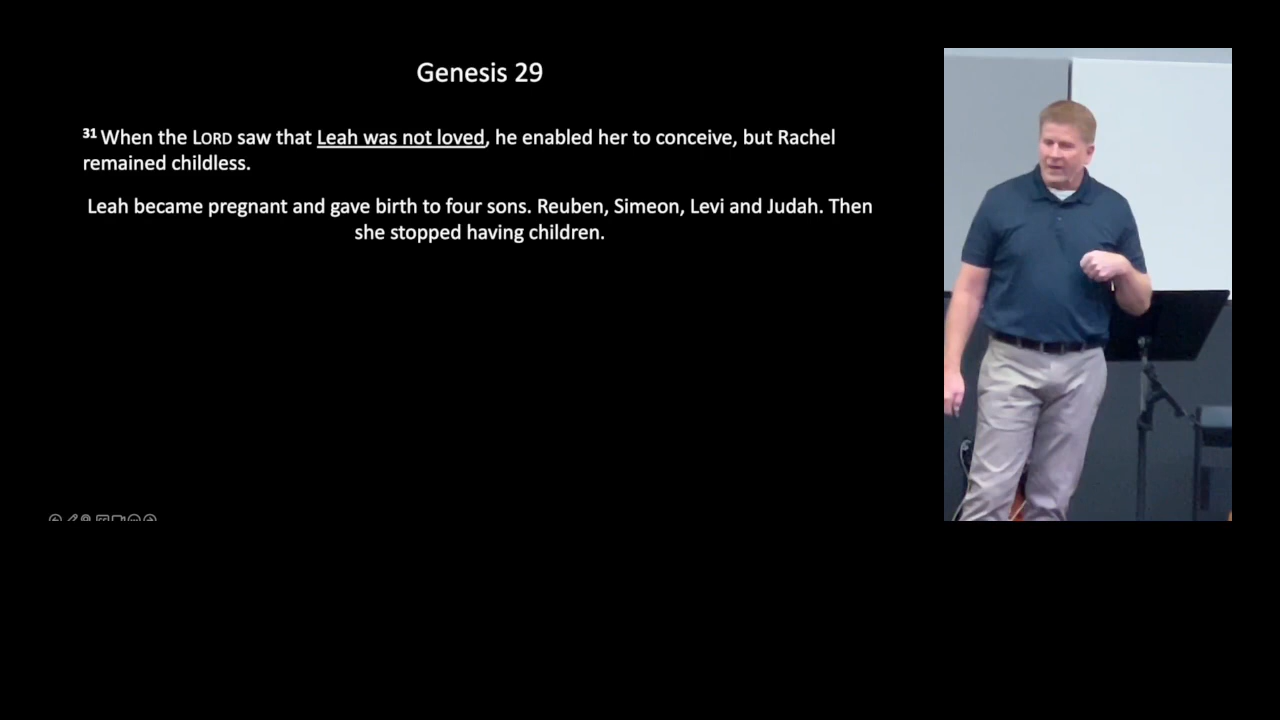 Genesis 29
31 When the LORD saw that Leah was not loved, he enabled her to conceive, but Rachel
remained childless.
Leah became pregnant and gave birth to four sons. Reuben, Simeon, Levi and Judah. Then
she stopped having children.